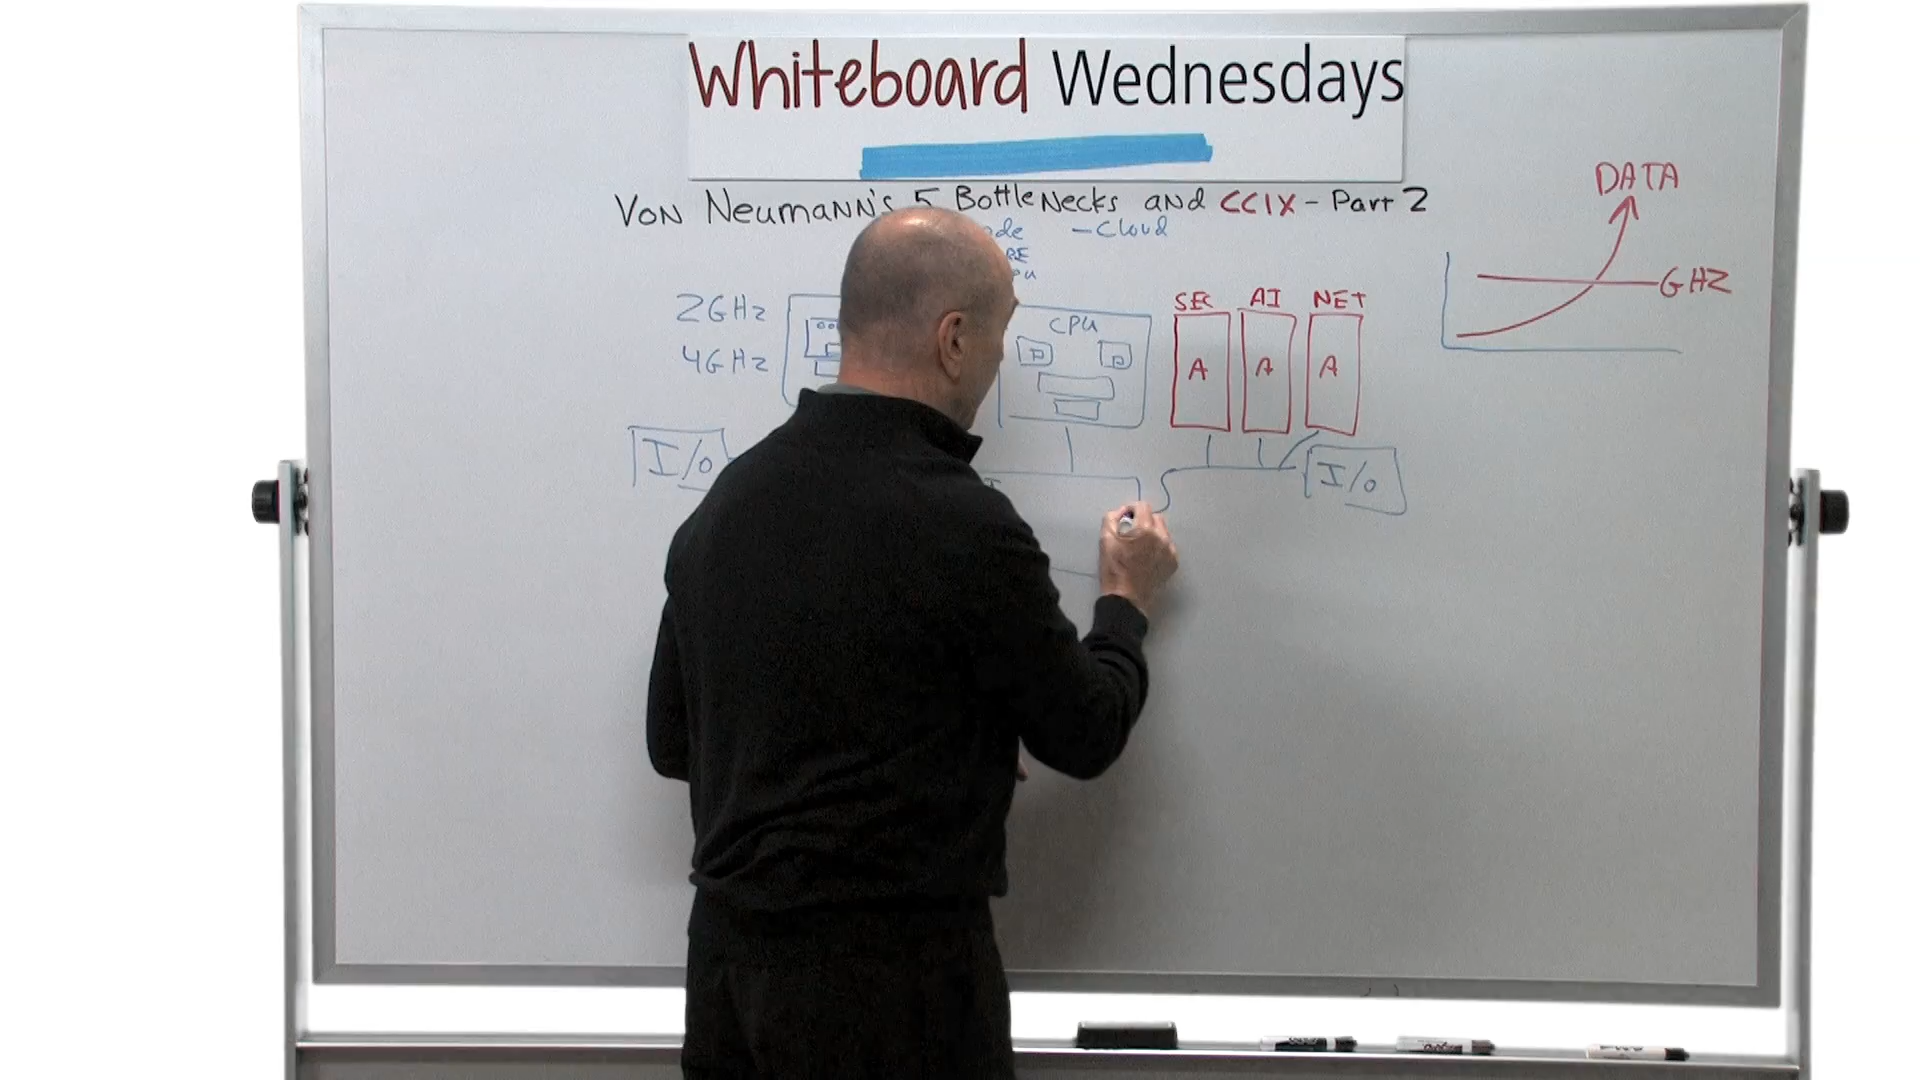 Whiteboard Wednesdays
Von Neumann's 5 BottleNecks and CCIX - Part 2
- Cloud
DATA
GHZ
2GHz
4GHz
CPU
SEC AI NET
A A A
I/O
I/O